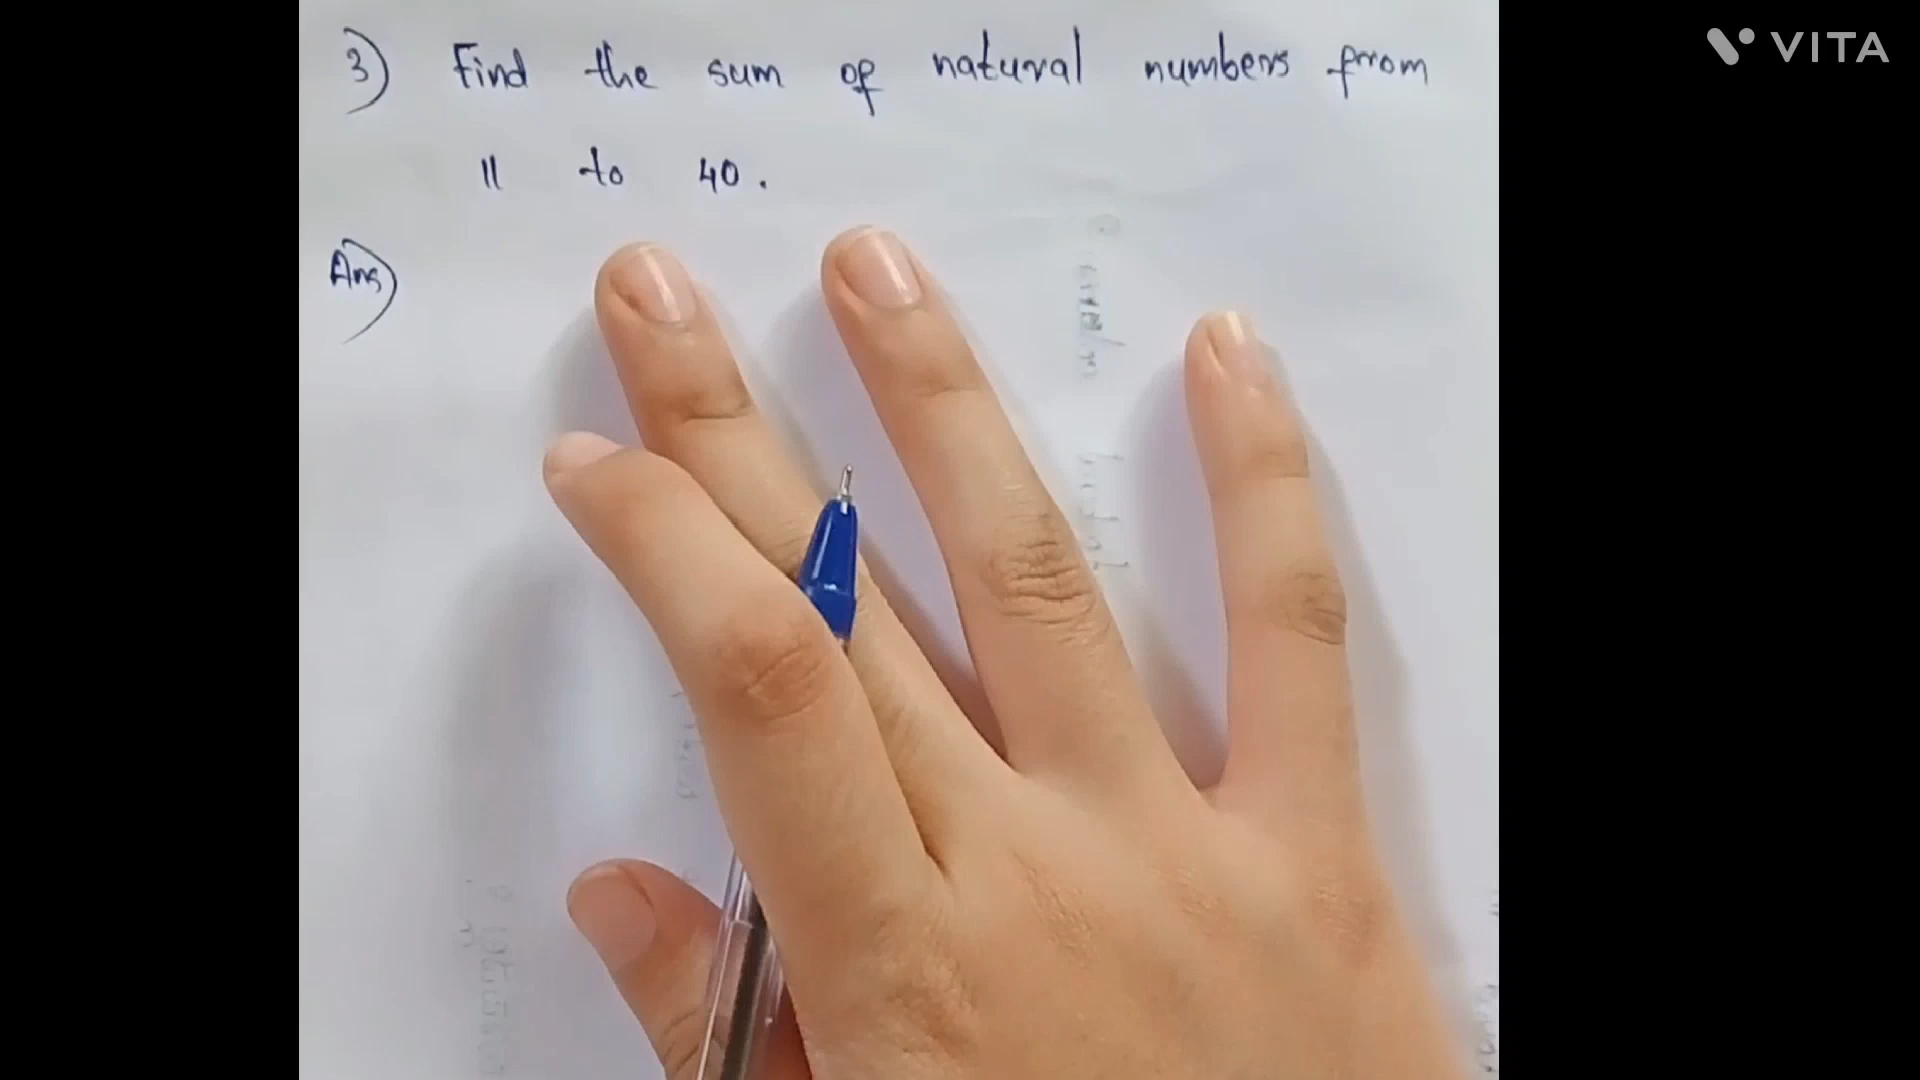 3) Find the sum of natural numbers from
11 to 40.
Ans)
VITA